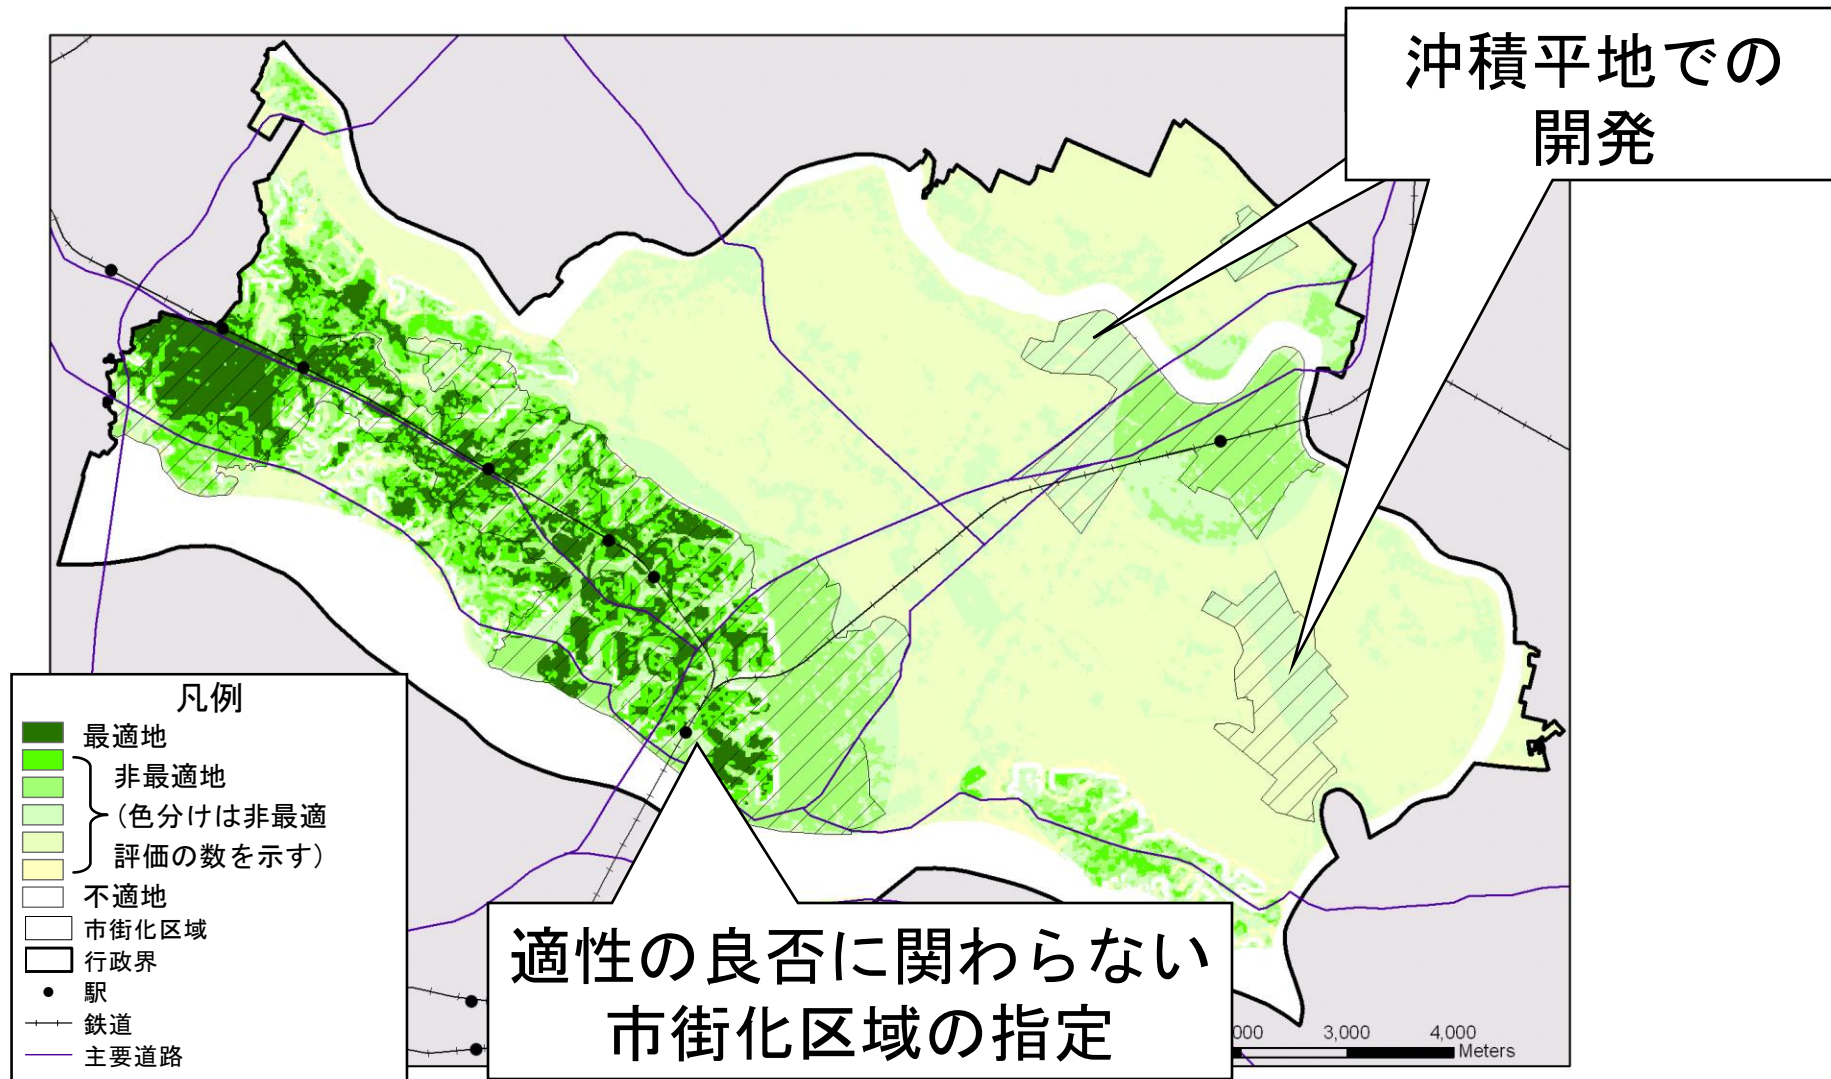 沖積平地での
開発
凡例
最適地
非最適地
(色分けは非最適
評価の数を示す)
不適地
市街化区域
行政界
駅
鉄道
主要道路
適性の良否に関わらない
市街化区域の指定
000
3,000
4,000
Meters